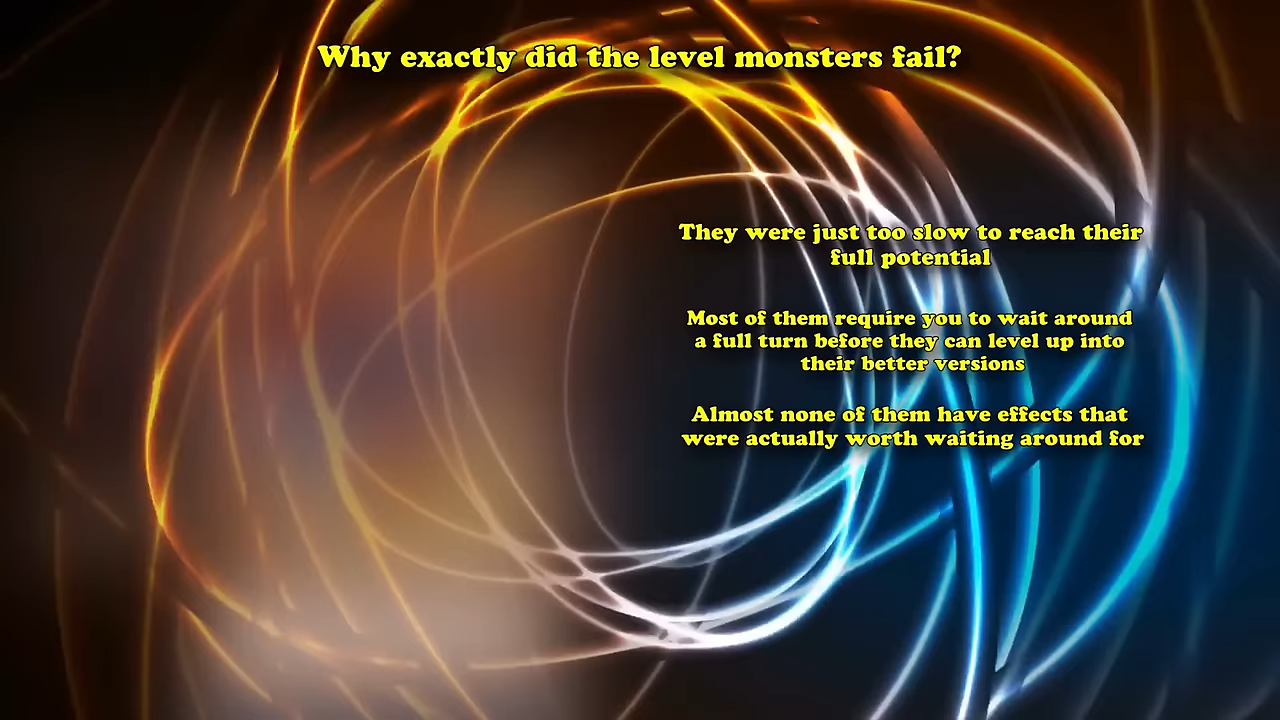 Why exactly did the level monsters fail?
They were just too slow to reach their
full potential
Most of them require you to wait around
a full turn before they can level up into
their better versions
Almost none of them have effects that
were actually worth waiting around for